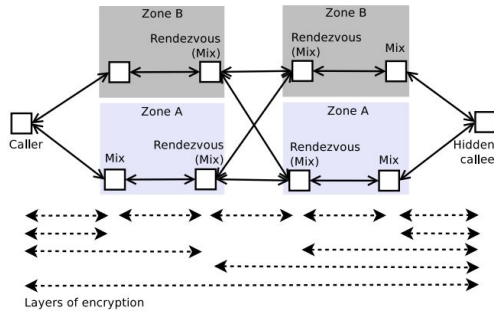 Zone B
Zone B
Rendezvous
(Mix)
Rendezvous
(Mix)
Mix
Zone A
Zone A
Caller
Mix
Rendezvous
(Mix)
Rendezvous
(Mix)
Mix
Hidden
callee
Layers of encryption